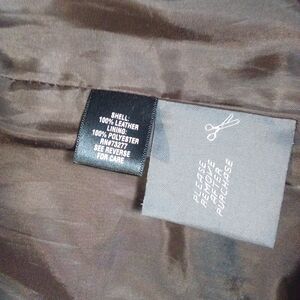 SHELL:
100% LEATHER
LINING:
100% POLYESTER
RN#73277
SEE REVERSE
FOR CARE
PLEASE
REMOVE
AFTER
PURCHASE